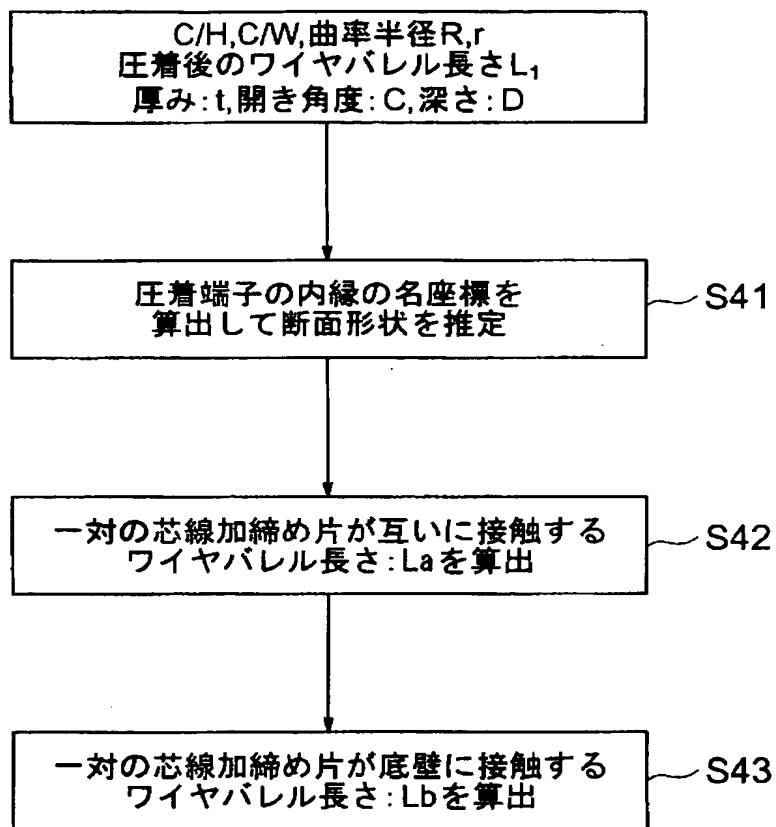 C/H,C/W,曲率半径R,r
圧着後のワイヤバレル長さL₁
厚み:t,開き角度:C,深さ:D
圧着端子の内縁の名座標を
算出して断面形状を推定
S41
一対の芯線加締め片が互いに接触する
ワイヤバレル長さ:Laを算出
S42
一対の芯線加締め片が底壁に接触する
ワイヤバレル長さ:Lbを算出
S43